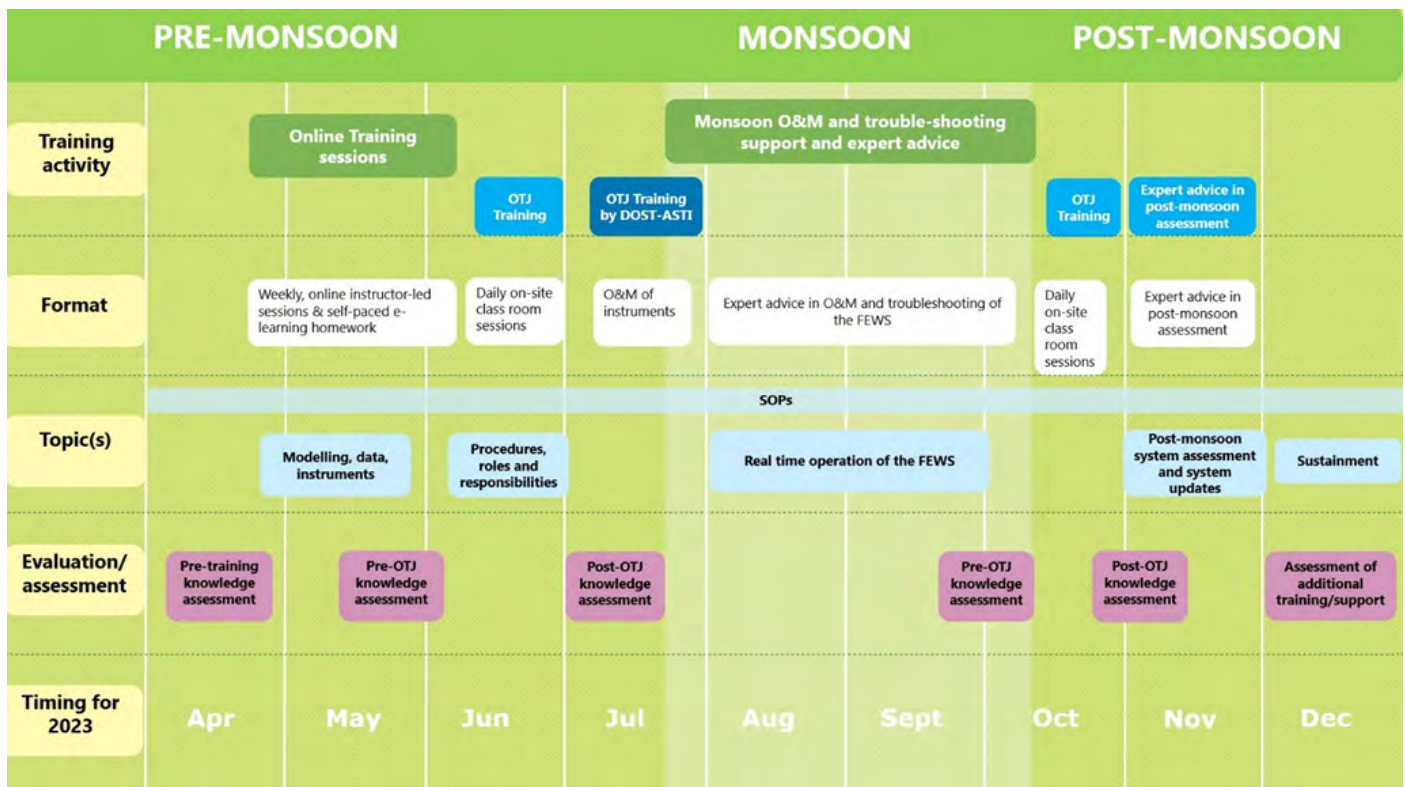 PRE-MONSOON
MONSOON
POST-MONSOON
Training
activity
Online Training
sessions
Monsoon O&M and trouble-shooting
support and expert advice
OTJ
Training
OTJ Training
by DOST-ASTI
OTJ
Training
Expert advice in
post-monsoon
assessment
Format
Weekly, online instructor-led
sessions & self-paced e-
learning homework
Daily on-site
class room
sessions
O&M of
instruments
Expert advice in O&M and troubleshooting of
the FEWS
Daily
on-site
class
room
sessions
Expert advice in
post-monsoon
assessment
SOPs
Topic(s)
Modelling, data,
instruments
Procedures,
roles and
responsibilities
Real time operation of the FEWS
Post-monsoon
system assessment
and system
updates
Sustainment
Evaluation/
assessment
Pre-training
knowledge
assessment
Pre-OTJ
knowledge
assessment
Post-OTJ
knowledge
assessment
Pre-OTJ
knowledge
assessment
Post-OTJ
knowledge
assessment
Assessment of
additional
training/support
Timing for
2023
Apr
May
Jun
Jul
Aug
Sept
Oct
Nov
Dec